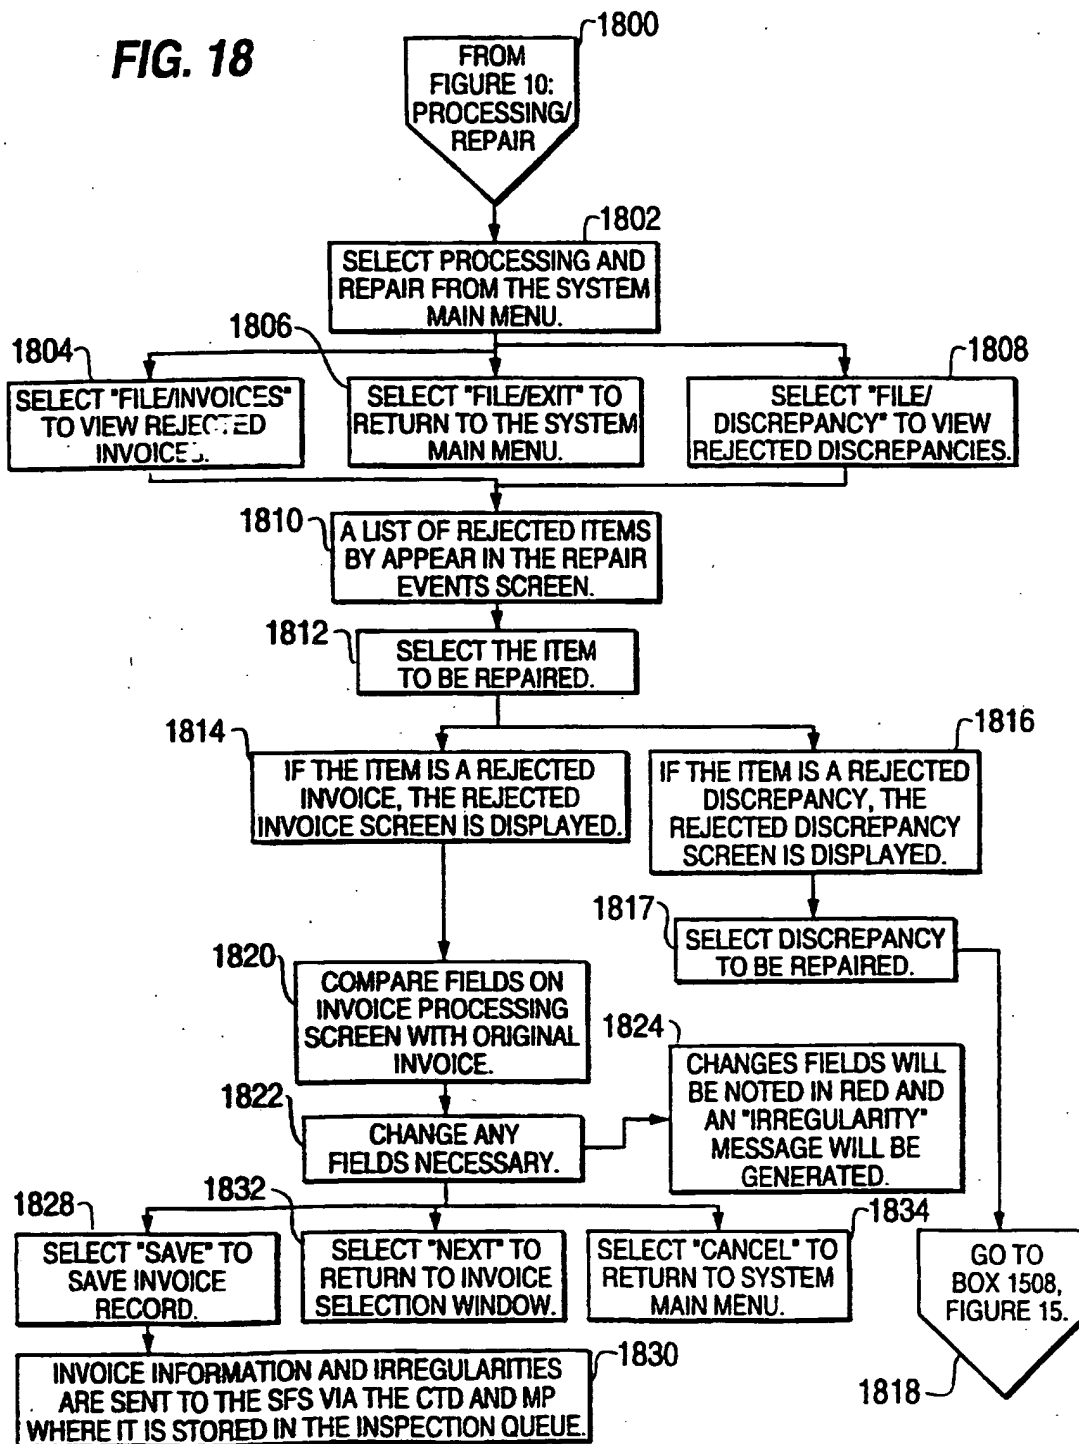 FIG. 18
1800
FROM
FIGURE 10:
PROCESSING/
REPAIR
1802
SELECT PROCESSING AND
REPAIR FROM THE SYSTEM
MAIN MENU.
1804
SELECT "FILE/INVOICES"
TO VIEW REJECTED
INVOICES.
1806
SELECT "FILE/EXIT" TO
RETURN TO THE SYSTEM
MAIN MENU.
1808
SELECT "FILE/
DISCREPANCY" TO VIEW
REJECTED DISCREPANCIES.
1810
A LIST OF REJECTED ITEMS
BY APPEAR IN THE REPAIR
EVENTS SCREEN.
1812
SELECT THE ITEM
TO BE REPAIRED.
1814
IF THE ITEM IS A REJECTED
INVOICE, THE REJECTED
INVOICE SCREEN IS DISPLAYED.
1816
IF THE ITEM IS A REJECTED
DISCREPANCY, THE
REJECTED DISCREPANCY
SCREEN IS DISPLAYED.
1817
SELECT DISCREPANCY
TO BE REPAIRED.
1820
COMPARE FIELDS ON
INVOICE PROCESSING
SCREEN WITH ORIGINAL
INVOICE.
1822
CHANGE ANY
FIELDS NECESSARY.
1824
CHANGES FIELDS WILL
BE NOTED IN RED AND
AN "IRREGULARITY"
MESSAGE WILL BE
GENERATED.
1828
SELECT "SAVE" TO
SAVE INVOICE
RECORD.
1832
SELECT "NEXT" TO
RETURN TO INVOICE
SELECTION WINDOW.
1834
SELECT "CANCEL" TO
RETURN TO SYSTEM
MAIN MENU.
GO TO
BOX 1508,
FIGURE 15.
1818
1830
INVOICE INFORMATION AND IRREGULARITIES
ARE SENT TO THE SFS VIA THE CTD AND MP
WHERE IT IS STORED IN THE INSPECTION QUEUE.